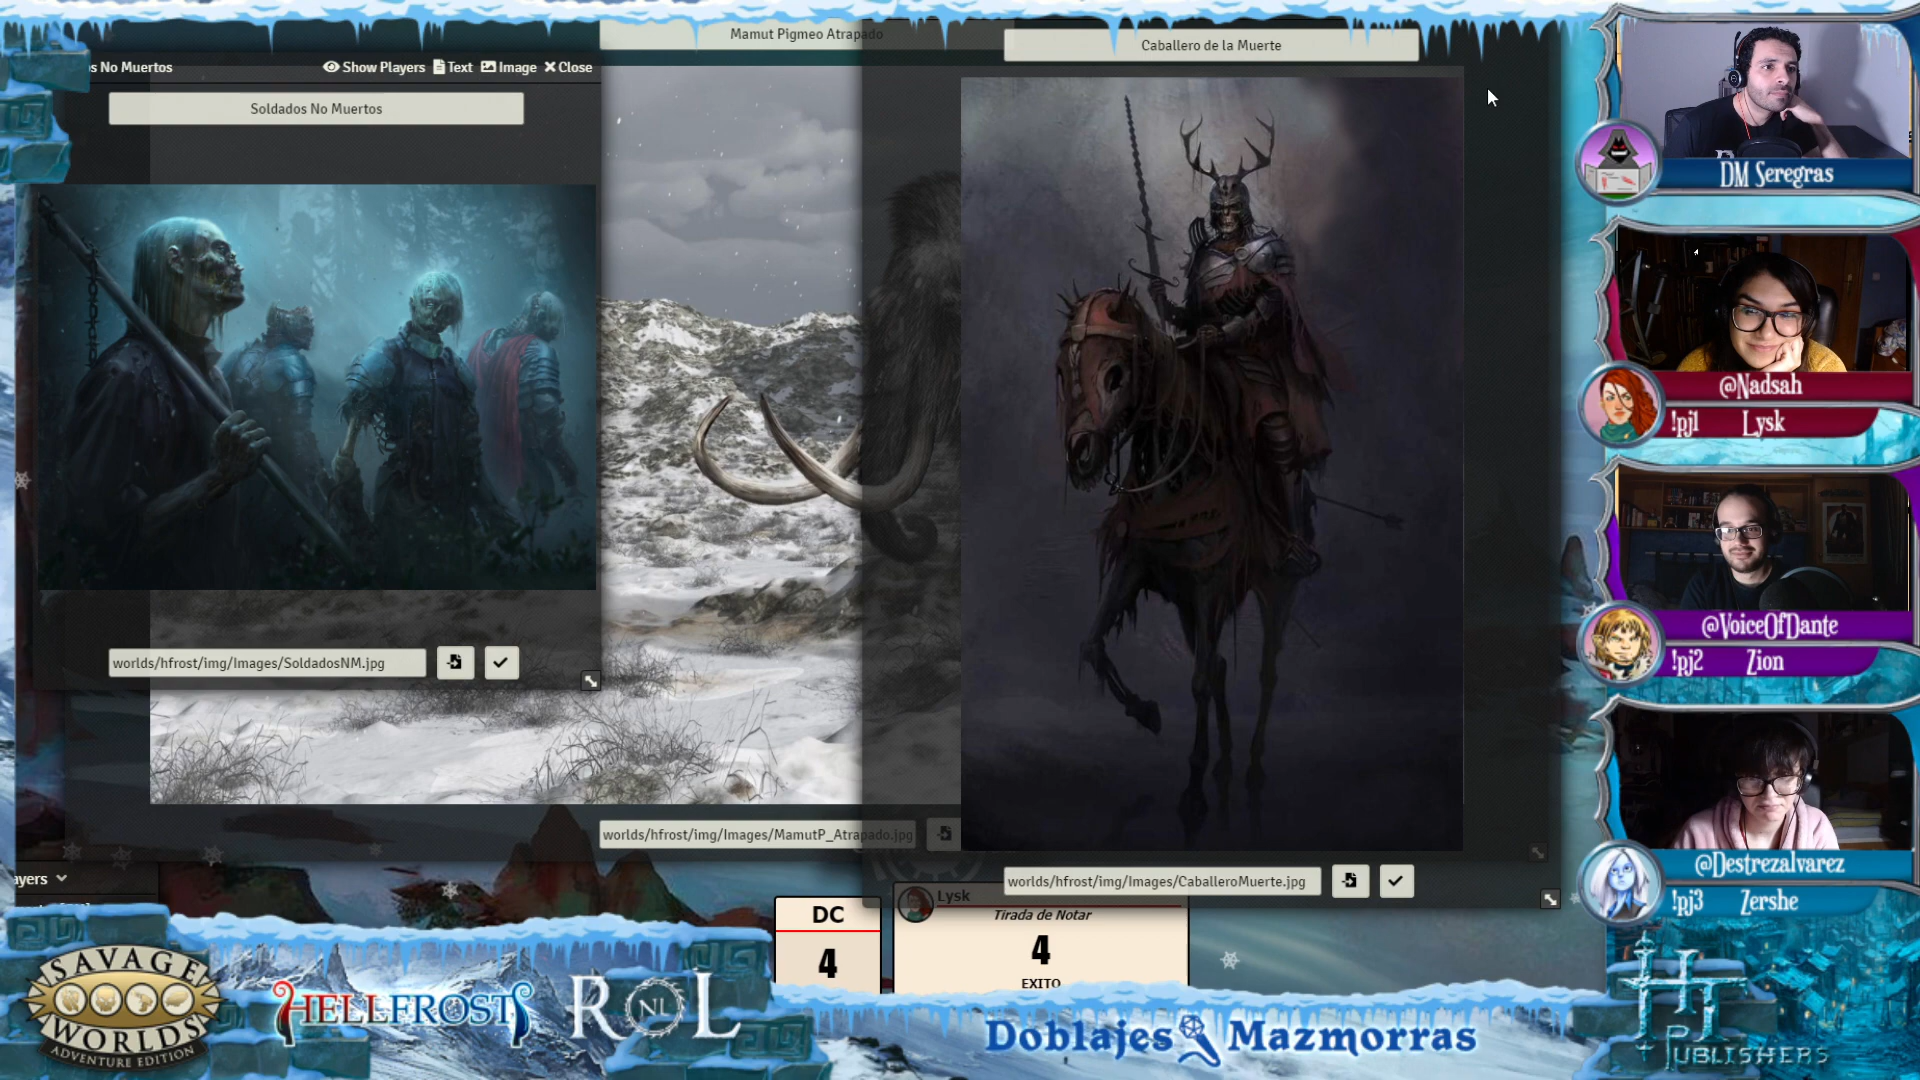 Mamut Pigmeo Atrapado
Caballero de la Muerte
s No Muertos
Show Players
Text
Image
Close
Soldados No Muertos
worlds/hfrost/img/Images/SoldadosNM.jpg
worlds/hfrost/img/Images/MamutP_Atrapado.jpg
worlds/hfrost/img/Images/CaballeroMuerte.jpg
ayers
DC
4
Lysk
Tirada de Notar
4
EXITO
DM Seregras
@Nadsah
!pj1 Lysk
@VoiceOfDante
!pj2 Zion
@Destrezalvarez
!pj3 Zershe
SAVAGE
WORLDS
ADVENTURE EDITION
HELLFROST
ROL
NL
Doblajes Mazmorras
HT
PUBLISHERS